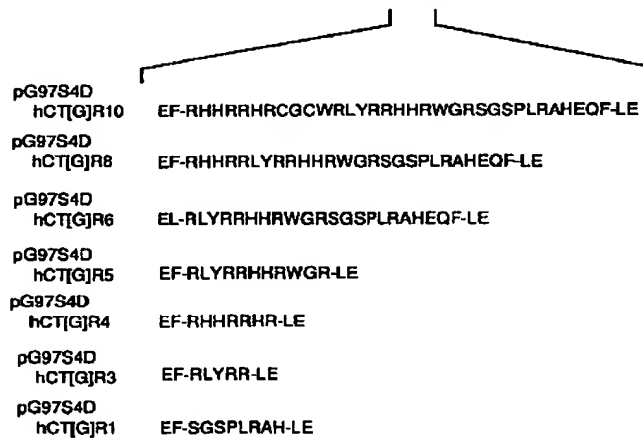 pG97S4D
hCT[G]R10 EF-RHHRRHRCGCWRLYRRHHRWGRSGSPLRAHEQF-LE
pG97S4D
hCT[G]R8 EF-RHHRRLYRRHHRWGRSGSPLRAHEQF-LE
pG97S4D
hCT[G]R6 EL-RLYRRHHRWGRSGSPLRAHEQF-LE
pG97S4D
hCT[G]R5 EF-RLYRRHHRWGR-LE
pG97S4D
hCT[G]R4 EF-RHHRRHR-LE
pG97S4D
hCT[G]R3 EF-RLYRR-LE
pG97S4D
hCT[G]R1 EF-SGSPLRAH-LE